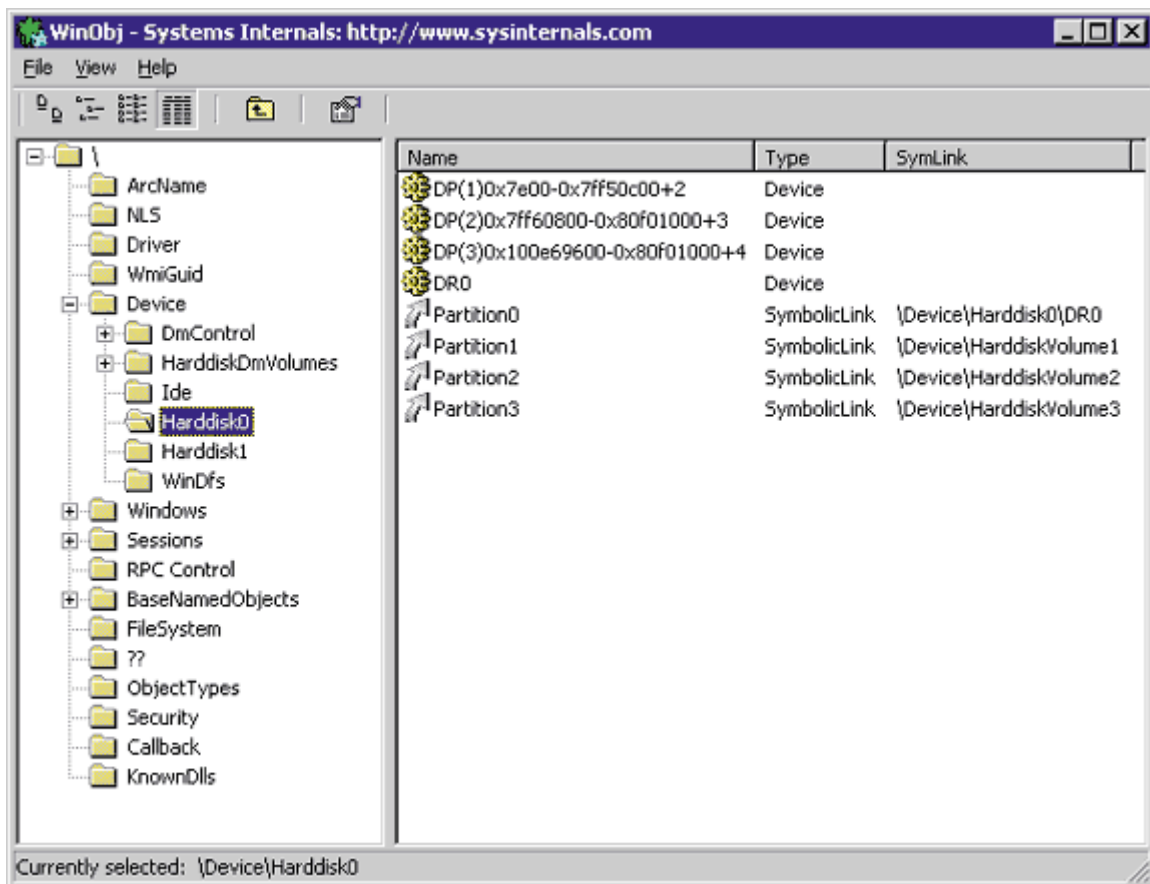 WinObj - Systems Internals: http://www.sysinternals.com
File View Help
\
ArcName
NLS
Driver
WmiGuid
Device
DmControl
HarddiskDmVolumes
Ide
Harddisk0
Harddisk1
WinDfs
Windows
Sessions
RPC Control
BaseNamedObjects
FileSystem
??
ObjectTypes
Security
Callback
KnownDlls
Name Type SymLink
DP(1)0x7e00-0x7ff50c00+2 Device
DP(2)0x7ff60800-0x80f01000+3 Device
DP(3)0x100e69600-0x80f01000+4 Device
DR0 Device
Partition0 SymbolicLink \Device\Harddisk0\DR0
Partition1 SymbolicLink \Device\HarddiskVolume1
Partition2 SymbolicLink \Device\HarddiskVolume2
Partition3 SymbolicLink \Device\HarddiskVolume3
Currently selected: \Device\Harddisk0